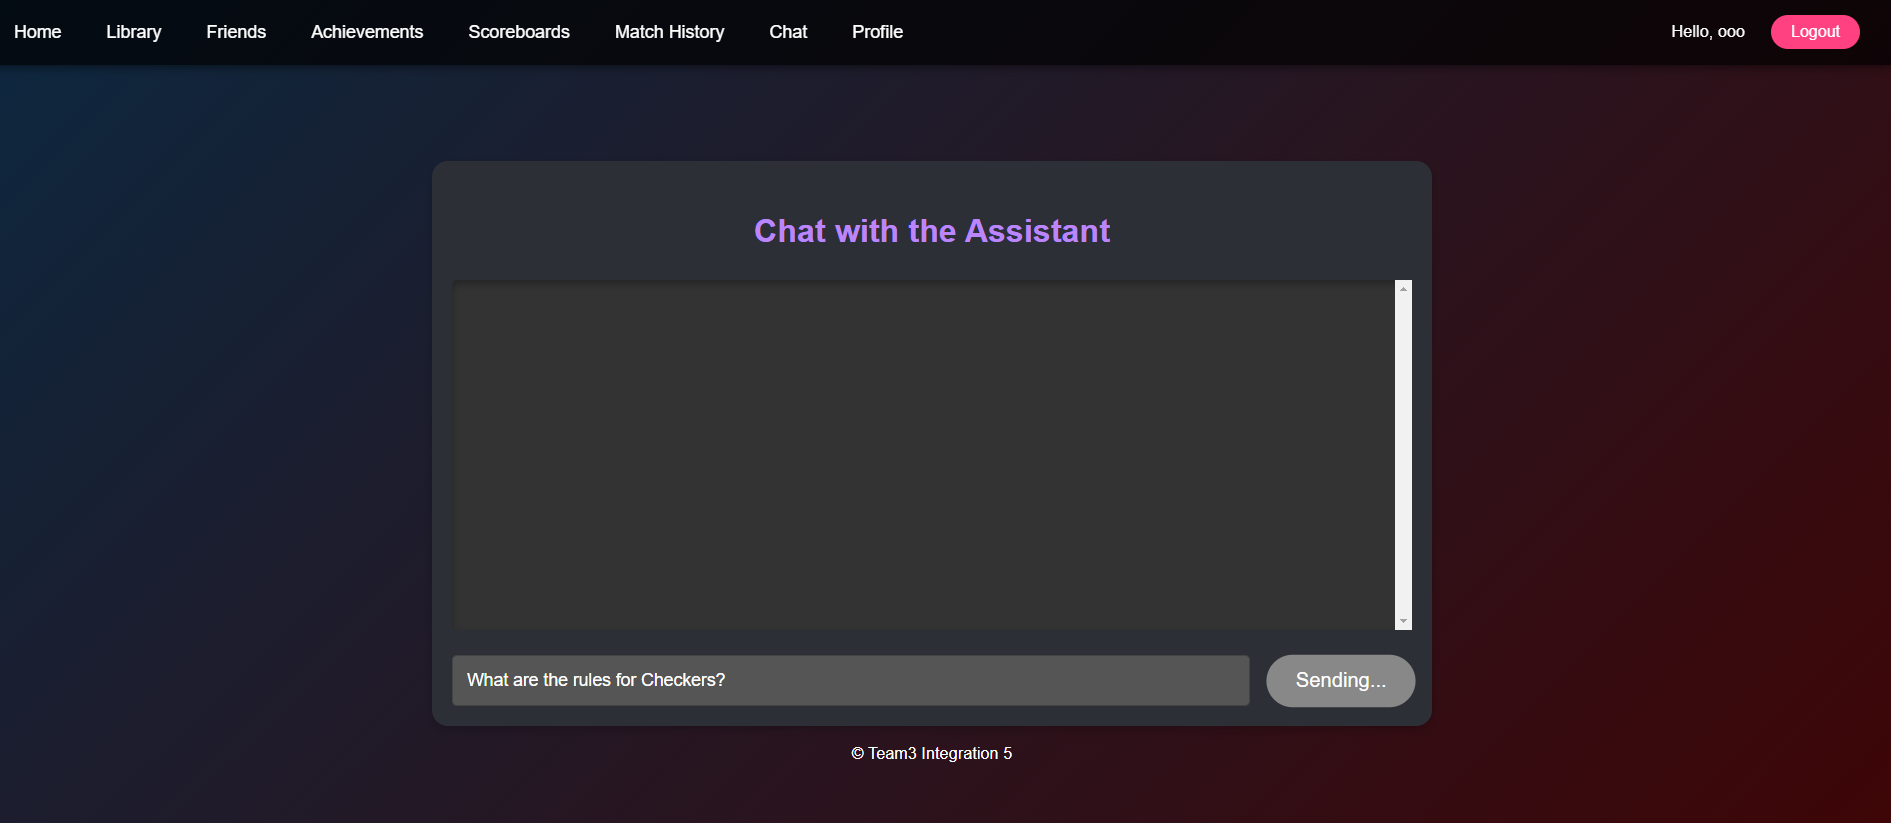 Home Library Friends Achievements Scoreboards Match History Chat Profile Hello, ooo Logout
Chat with the Assistant
What are the rules for Checkers? Sending...
© Team3 Integration 5